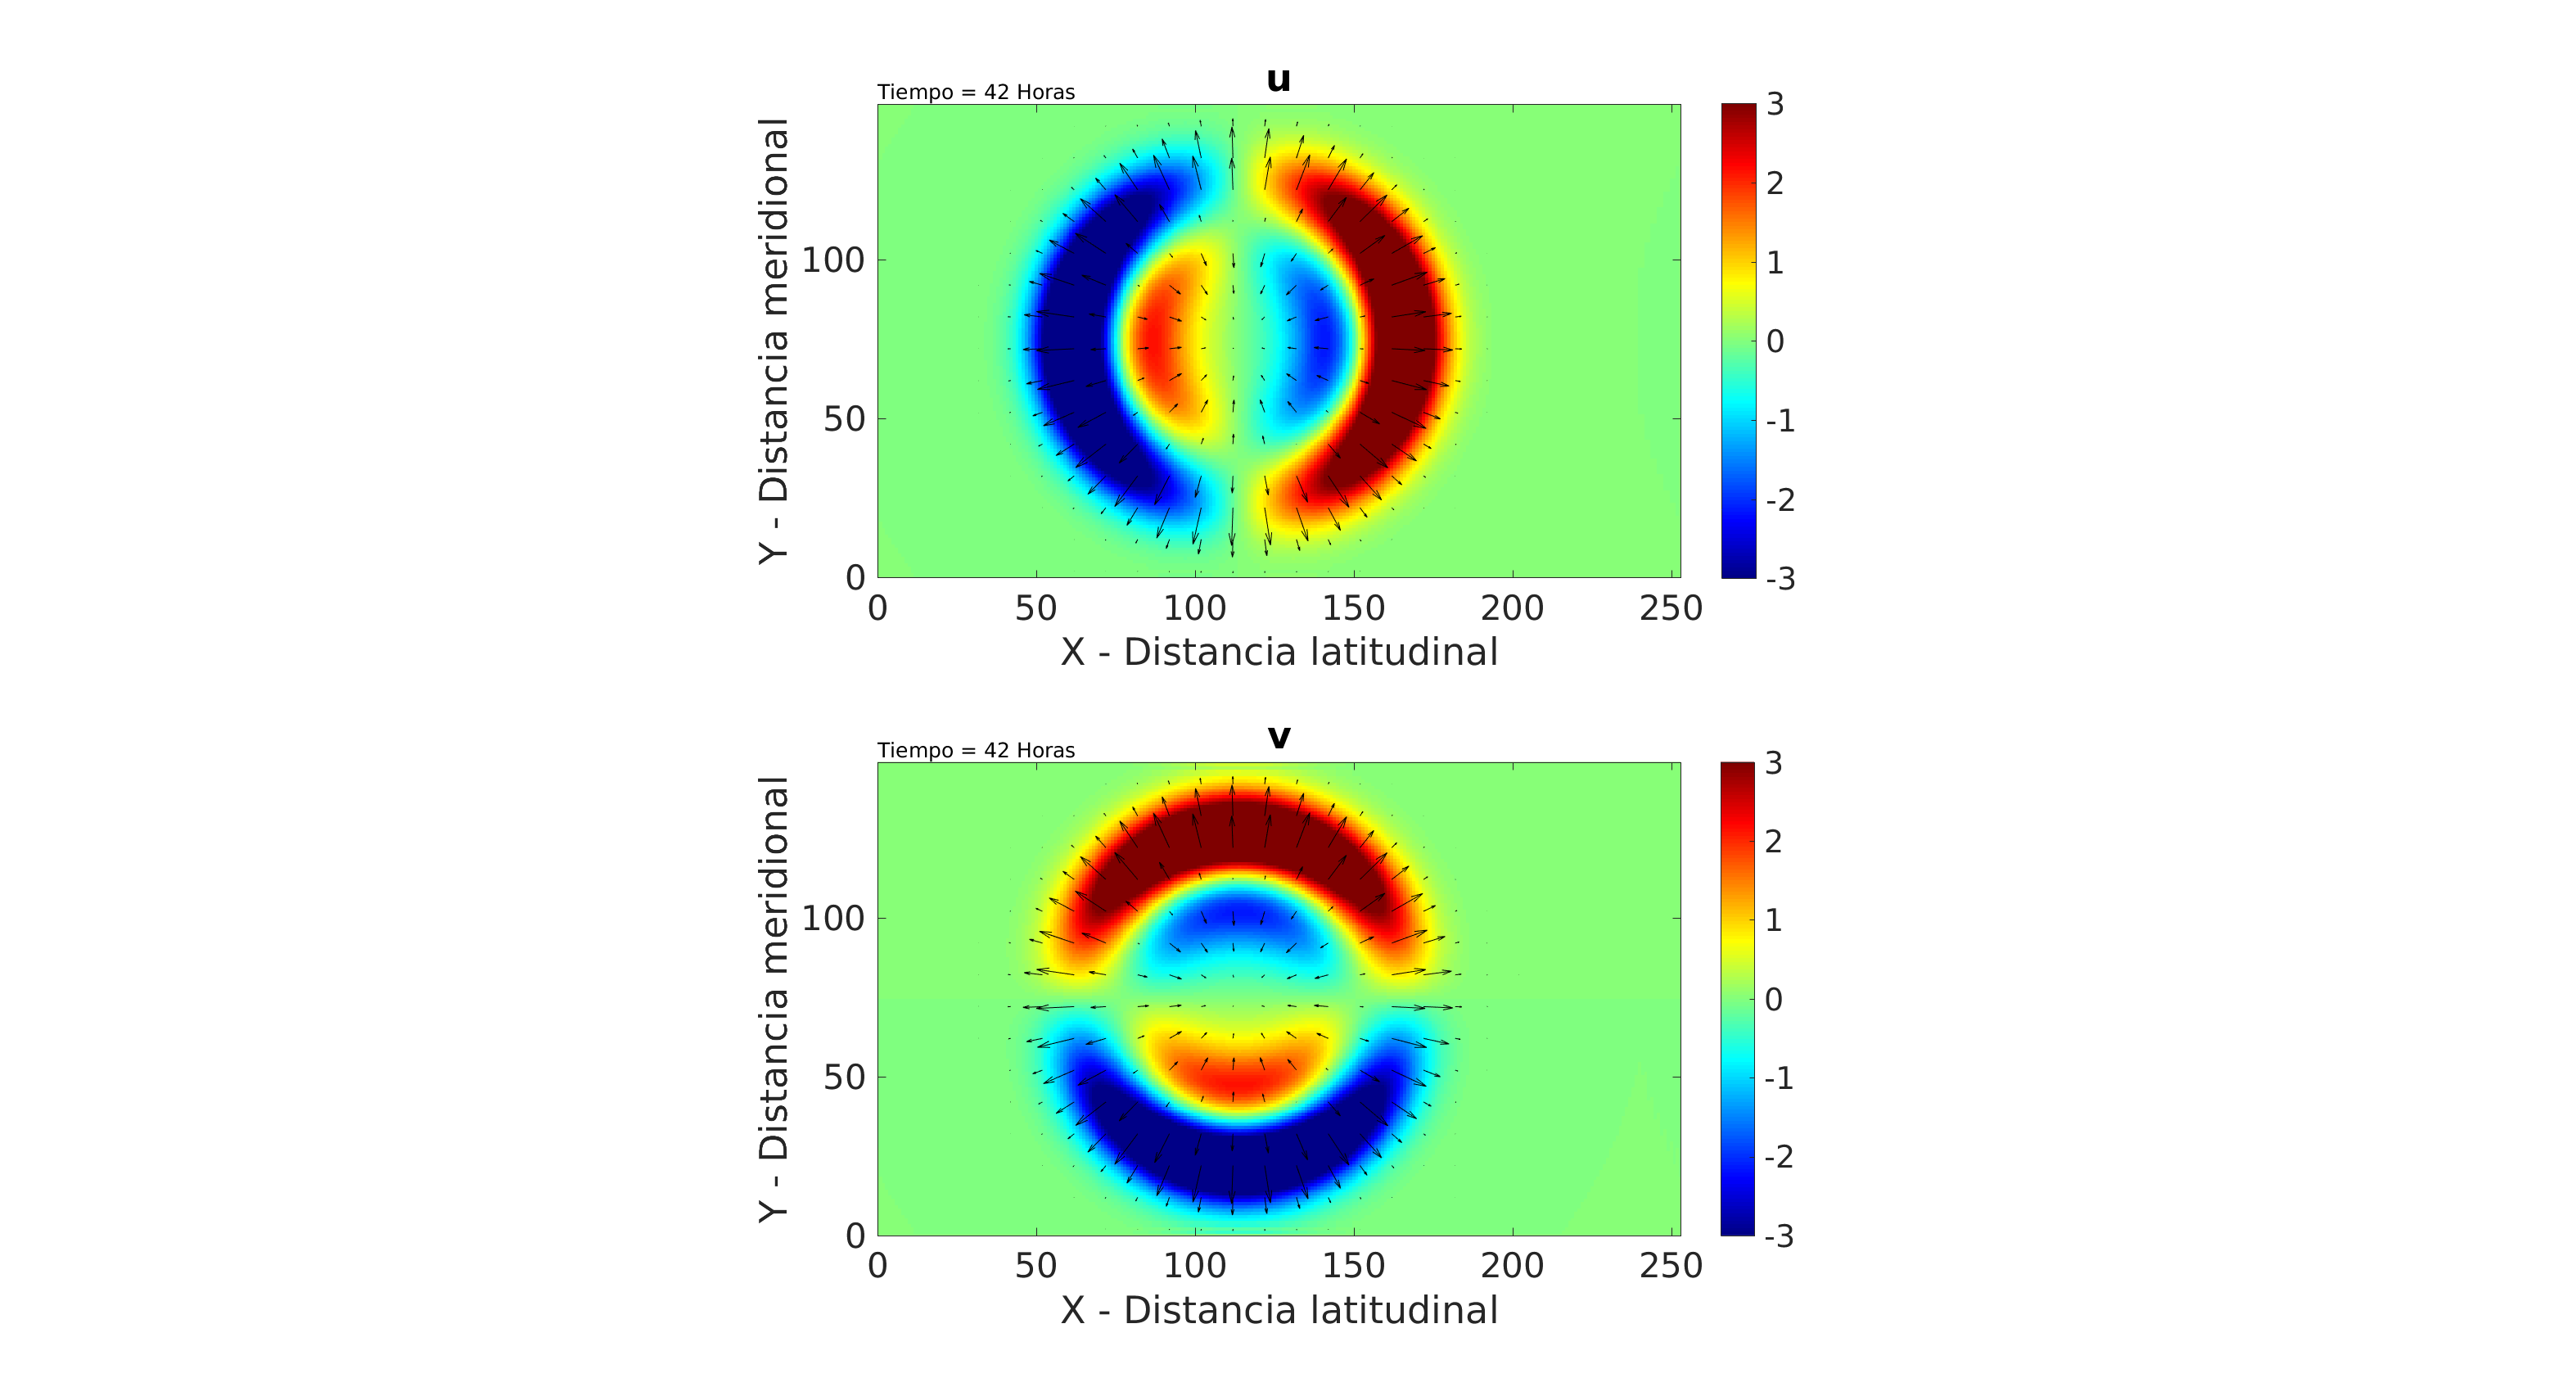 u
Tiempo = 42 Horas
Y - Distancia meridional
100
50
0
0 50 100 150 200 250
X - Distancia latitudinal
3
2
1
0
-1
-2
-3
v
Tiempo = 42 Horas
Y - Distancia meridional
100
50
0
0 50 100 150 200 250
X - Distancia latitudinal
3
2
1
0
-1
-2
-3